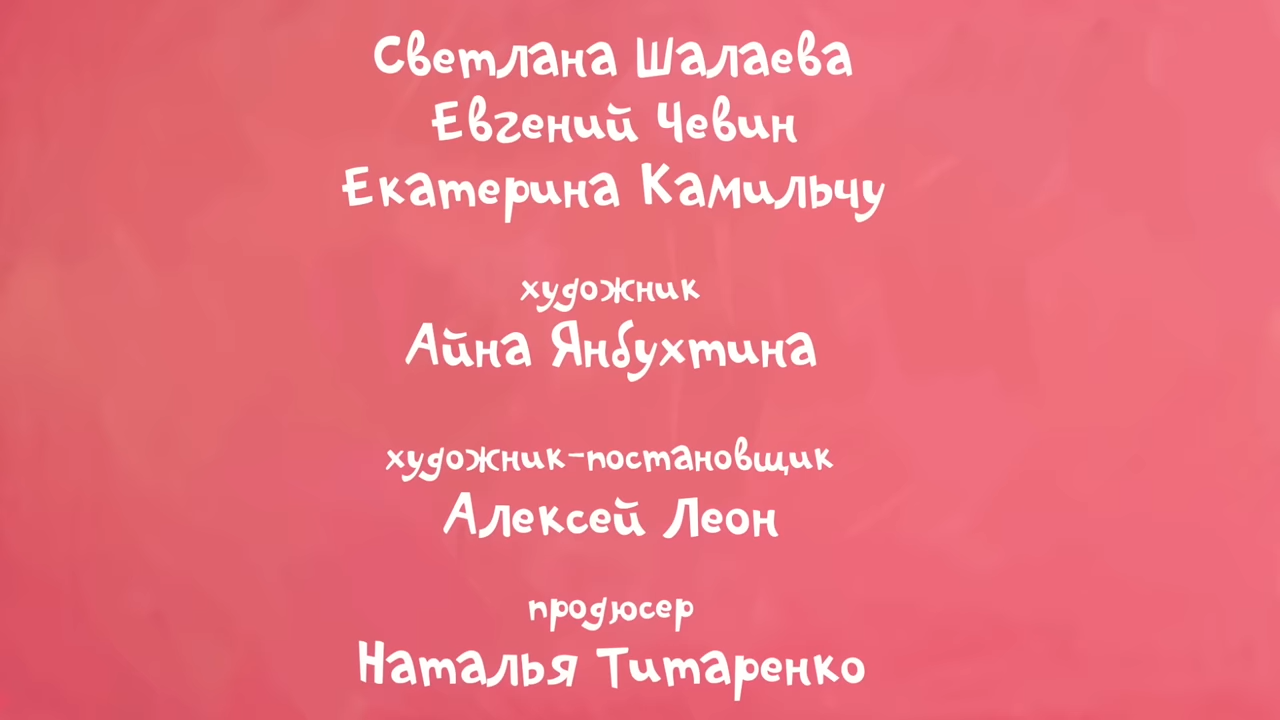 Светлана Шалаева
Евгений Чевин
Екатерина Камильчу
художник
Айна Янбухтина
художник-постановщик
Алексей Леон
продюсер
Наталья Титаренко